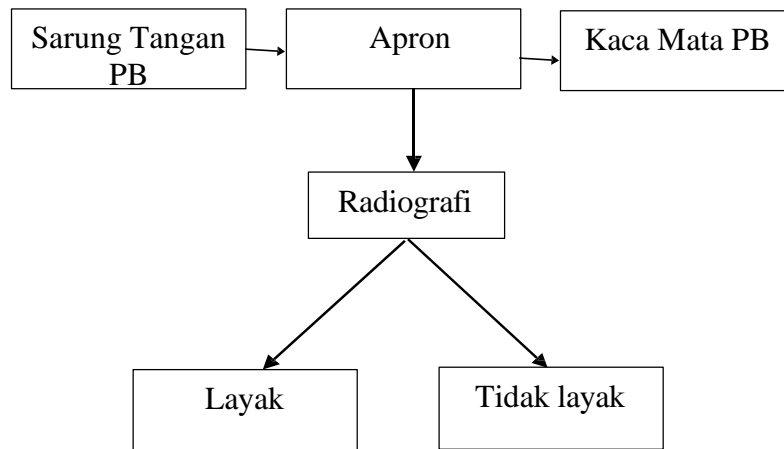 Sarung Tangan
PB
Apron
Kaca Mata PB
Radiografi
Layak
Tidak layak